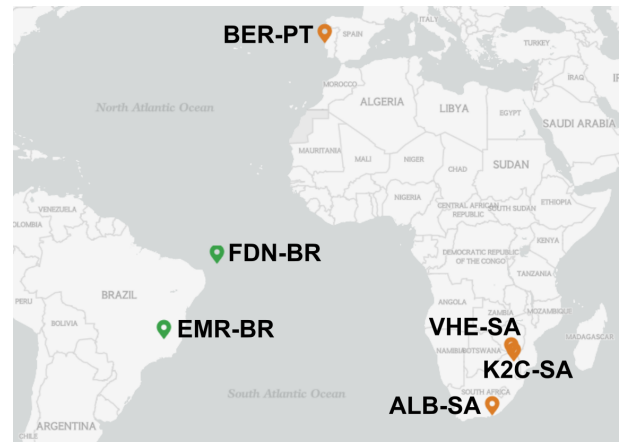 ITALY
BER-PT
SPAIN
TURKEY
MOROCCO
IRAQ
ALGERIA
LIBYA
EGYPT
SAUDI ARABIA
North Atlantic Ocean
MAURITANIA
MALI
NIGER
CHAD
SUDAN
NIGERIA
ETHIOPIA
CENTRAL AFRICAN
REPUBLIC
SOUTH SUDAN
VENEZUELA
COLOMBIA
KENYA
FDN-BR
DEMOCRATIC REPUBLIC
OF THE CONGO
TANZANIA
PERU
BRAZIL
ANGOLA
ZAMBIA
MOZAMBIQUE
BOLIVIA
EMR-BR
VHE-SA
MADAGASCAR
NAMIBIA
BOTSWANA
K2C-SA
South Atlantic Ocean
SOUTH AFRICA
ALB-SA
CHILE
ARGENTINA